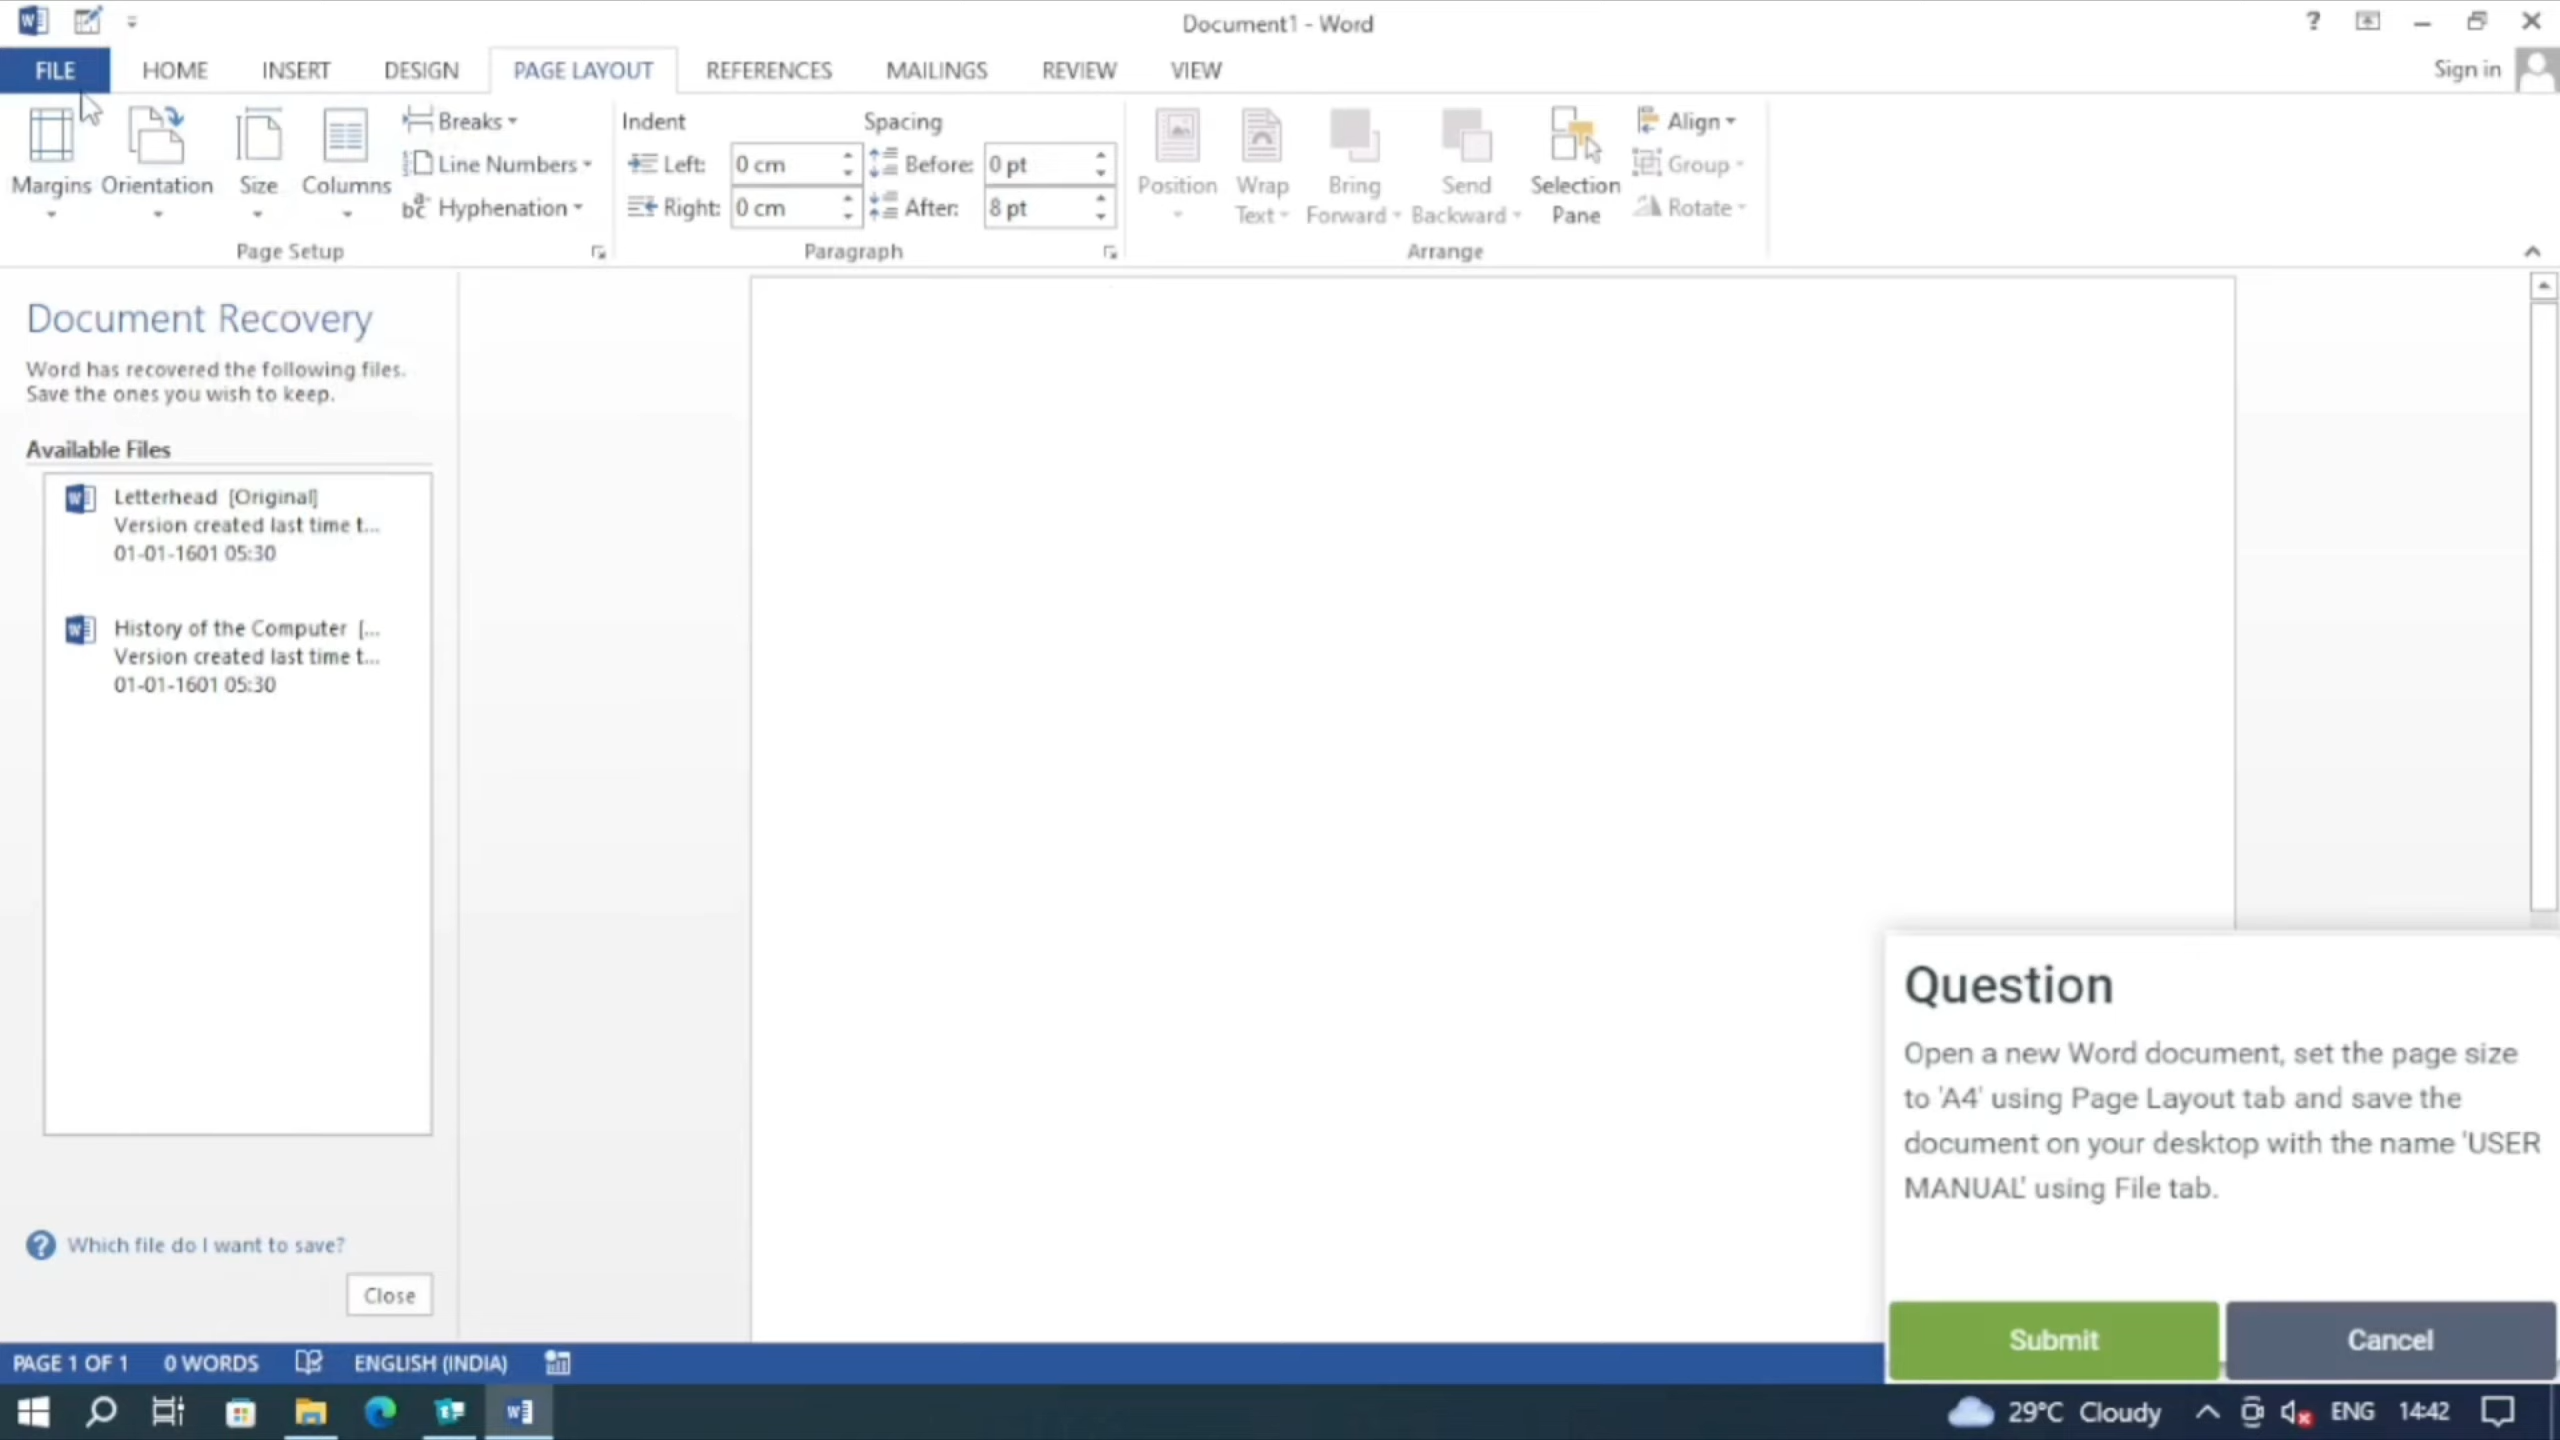 Document1 - Word
FILE HOME INSERT DESIGN PAGE LAYOUT REFERENCES MAILINGS REVIEW VIEW Sign in
Margins Orientation Size Columns
Breaks
Line Numbers
Hyphenation
Page Setup
Indent
Left: 0 cm
Right: 0 cm
Spacing
Before: 0 pt
After: 8 pt
Paragraph
Position
Wrap Text
Bring Forward
Send Backward
Selection Pane
Align
Group
Rotate
Arrange
Document Recovery
Word has recovered the following files.
Save the ones you wish to keep.
Available Files
Letterhead [Original]
Version created last time t...
01-01-1601 05:30
History of the Computer [...
Version created last time t...
01-01-1601 05:30
Which file do I want to save?
Close
Question
Open a new Word document, set the page size
to 'A4' using Page Layout tab and save the
document on your desktop with the name 'USER
MANUAL' using File tab.
Submit Cancel
PAGE 1 OF 1 0 WORDS ENGLISH (INDIA)
29°C Cloudy ENG 14:42